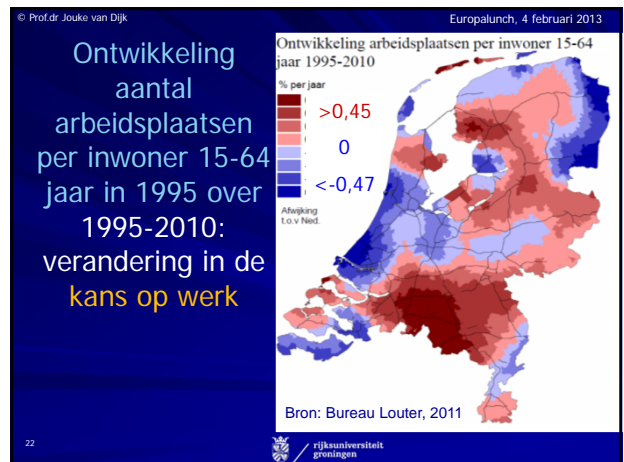 © Prof.dr Jouke van Dijk
Europalunch, 4 februari 2013
Ontwikkeling
aantal
arbeidsplaatsen
per inwoner 15-64
jaar in 1995 over
1995-2010:
verandering in de
kans op werk
Ontwikkeling arbeidsplaatsen per inwoner 15-64
jaar 1995-2010
% per jaar
>0,45
0
<-0,47
Afwijking
t.o.v Ned.
Bron: Bureau Louter, 2011
22
rijksuniversiteit
groningen